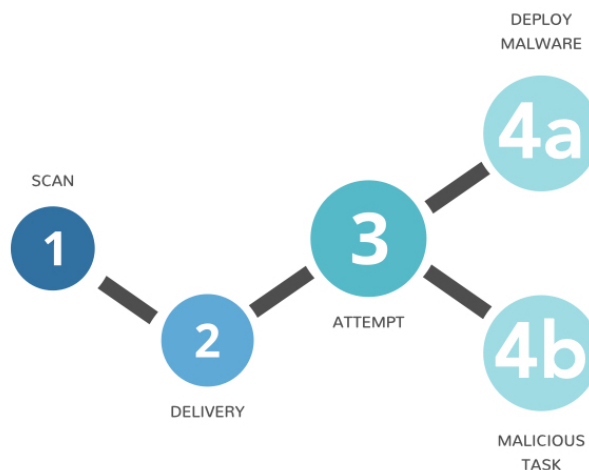 DEPLOY
MALWARE
4a
SCAN
1
3
2
ATTEMPT
4b
DELIVERY
MALICIOUS
TASK